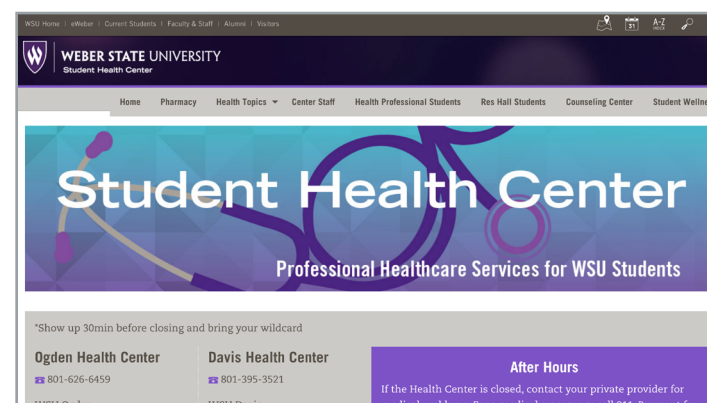 WSU Home | eWeber | Current Students | Faculty & Staff | Alumni | Visitors
31
A-Z
INDEX
W
WEBER STATE UNIVERSITY
Student Health Center
Home Pharmacy Health Topics Center Staff Health Professional Students Res Hall Students Counseling Center Student Wellne
Student Health Center
Professional Healthcare Services for WSU Students
*Show up 30min before closing and bring your wildcard
Ogden Health Center
801-626-6459
Davis Health Center
801-395-3521
After Hours
If the Health Center is closed, contact your private provider for